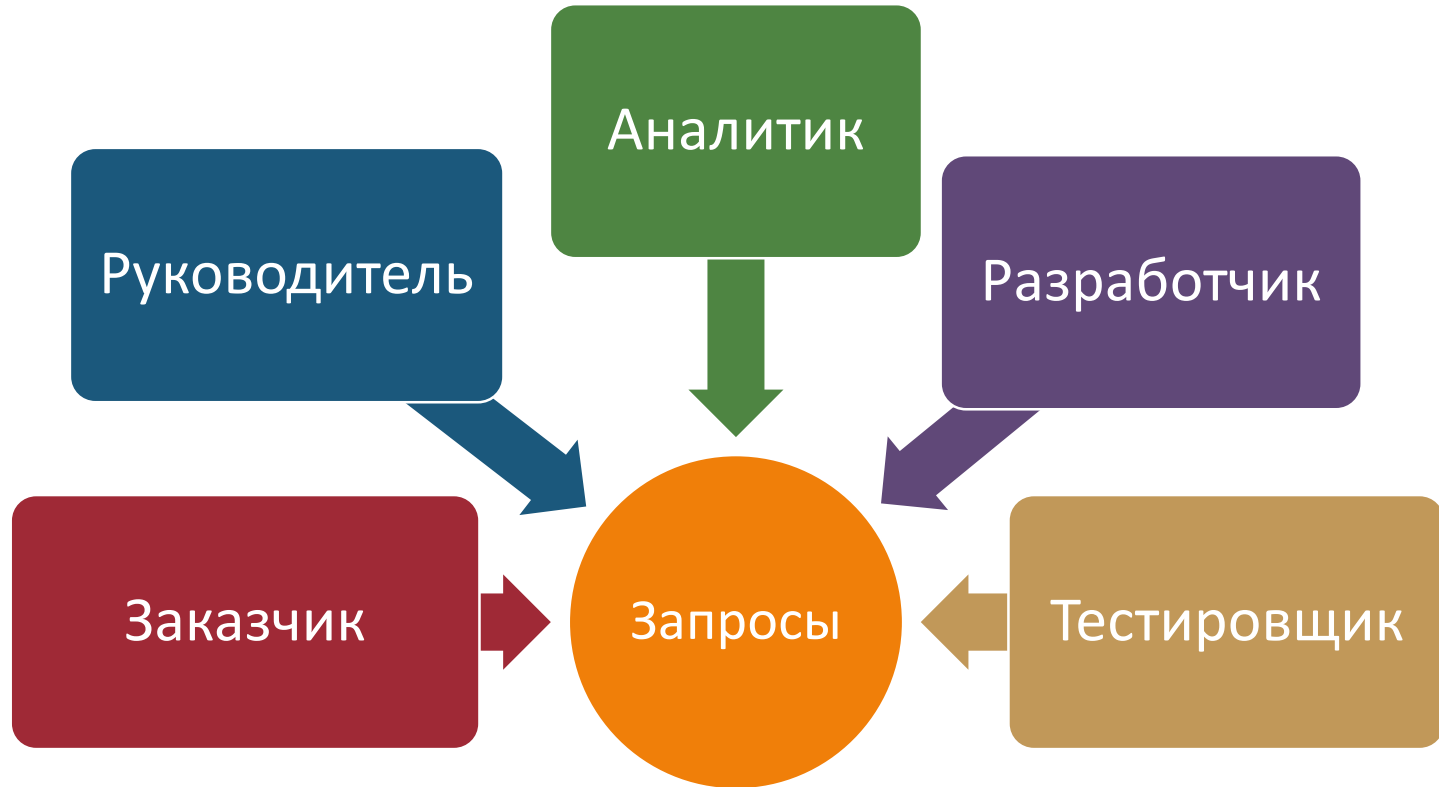 Аналитик
Руководитель
Разработчик
Заказчик
Запросы
Тестировщик